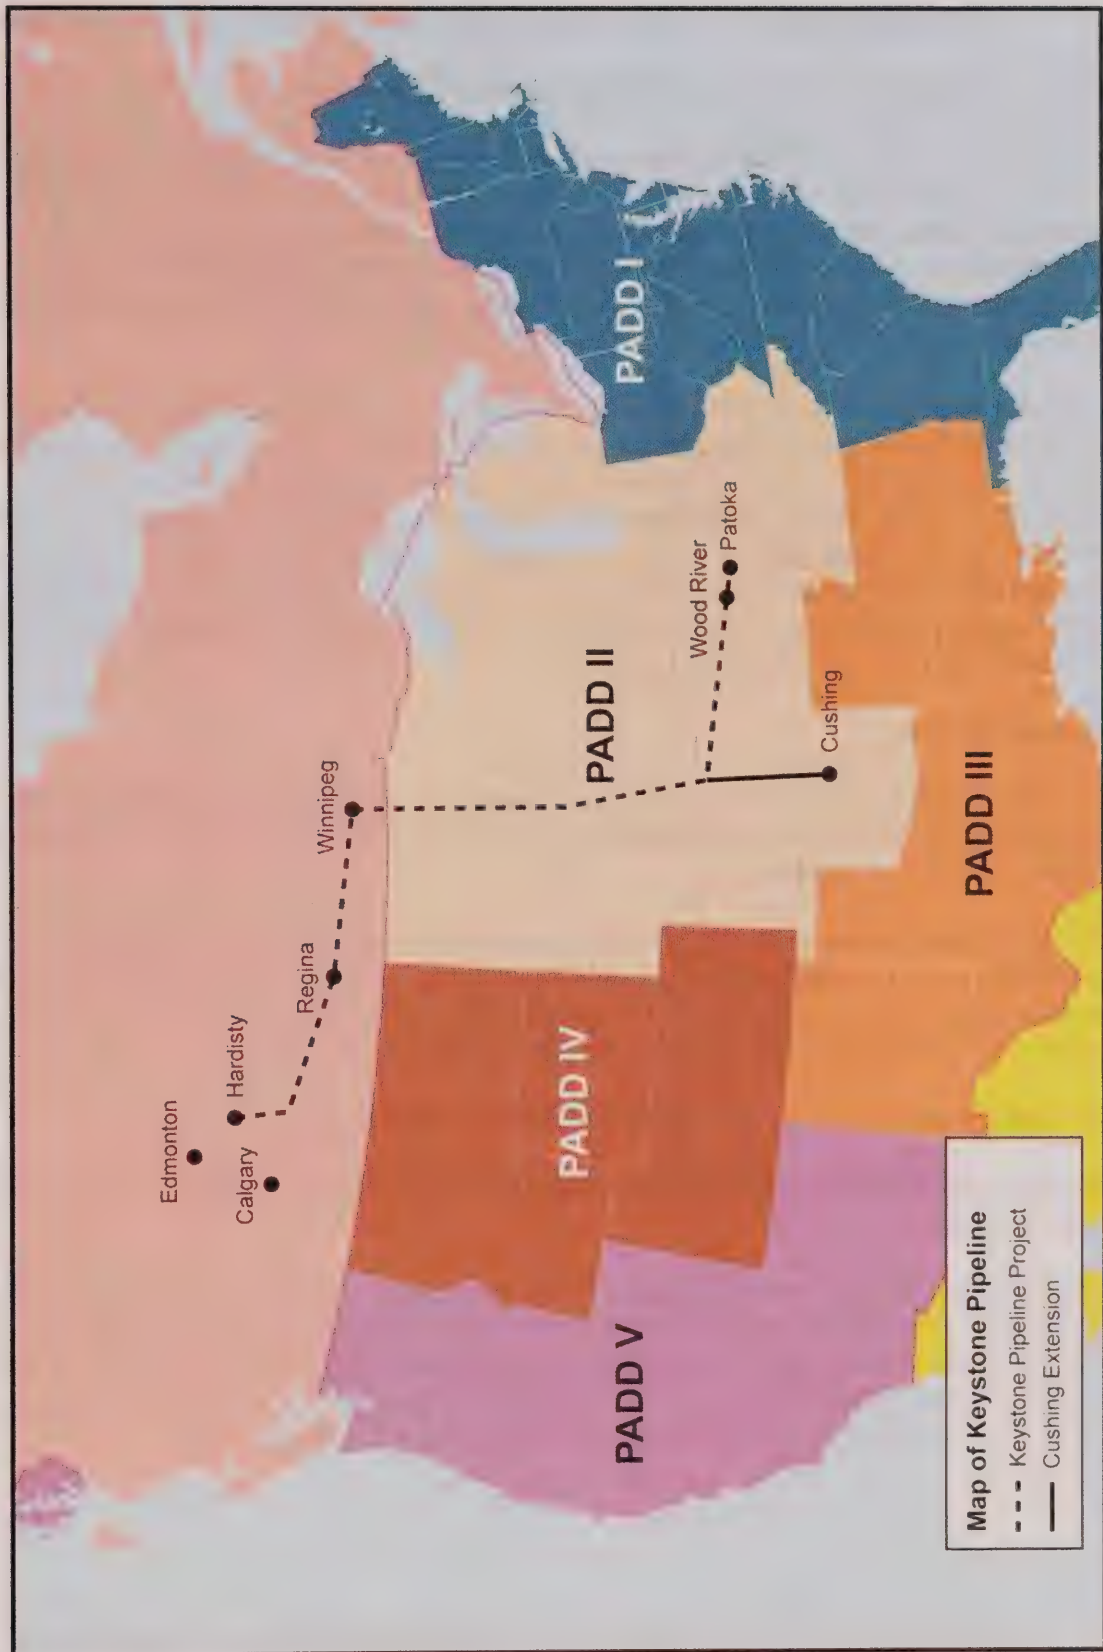 Edmonton
Hardisty
Calgary
Regina
Winnipeg
PADD I
PADD II
PADD IV
PADD V
Wood River
Patoka
Cushing
PADD III
Map of Keystone Pipeline
Keystone Pipeline Project
Cushing Extension